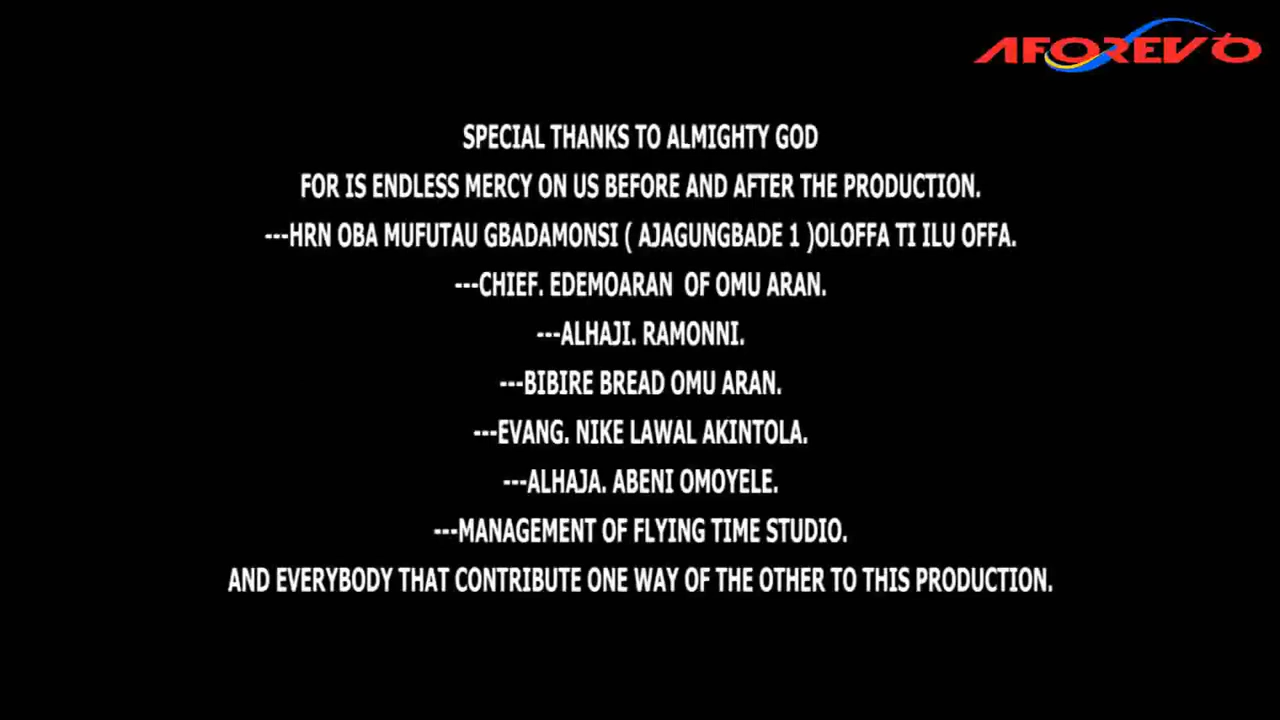 AFOREVO
SPECIAL THANKS TO ALMIGHTY GOD
FOR IS ENDLESS MERCY ON US BEFORE AND AFTER THE PRODUCTION.
---HRN OBA MUFUTAU GBADAMONSI ( AJAGUNGBADE 1 )OLOFFA TI ILU OFFA.
---CHIEF. EDEMOARAN  OF OMU ARAN.
---ALHAJI. RAMONNI.
---BIBIRE BREAD OMU ARAN.
---EVANG. NIKE LAWAL AKINTOLA.
---ALHAJA. ABENI OMOYELE.
---MANAGEMENT OF FLYING TIME STUDIO.
AND EVERYBODY THAT CONTRIBUTE ONE WAY OF THE OTHER TO THIS PRODUCTION.